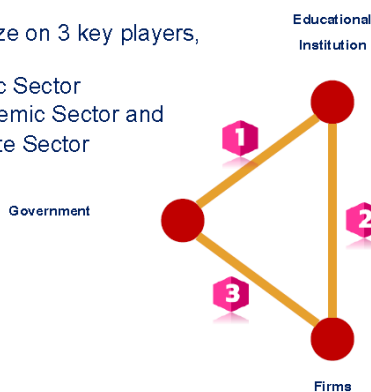 ze on 3 key players,
c Sector
emic Sector and
te Sector
Educational
Institution
1
Government
2
3
Firms